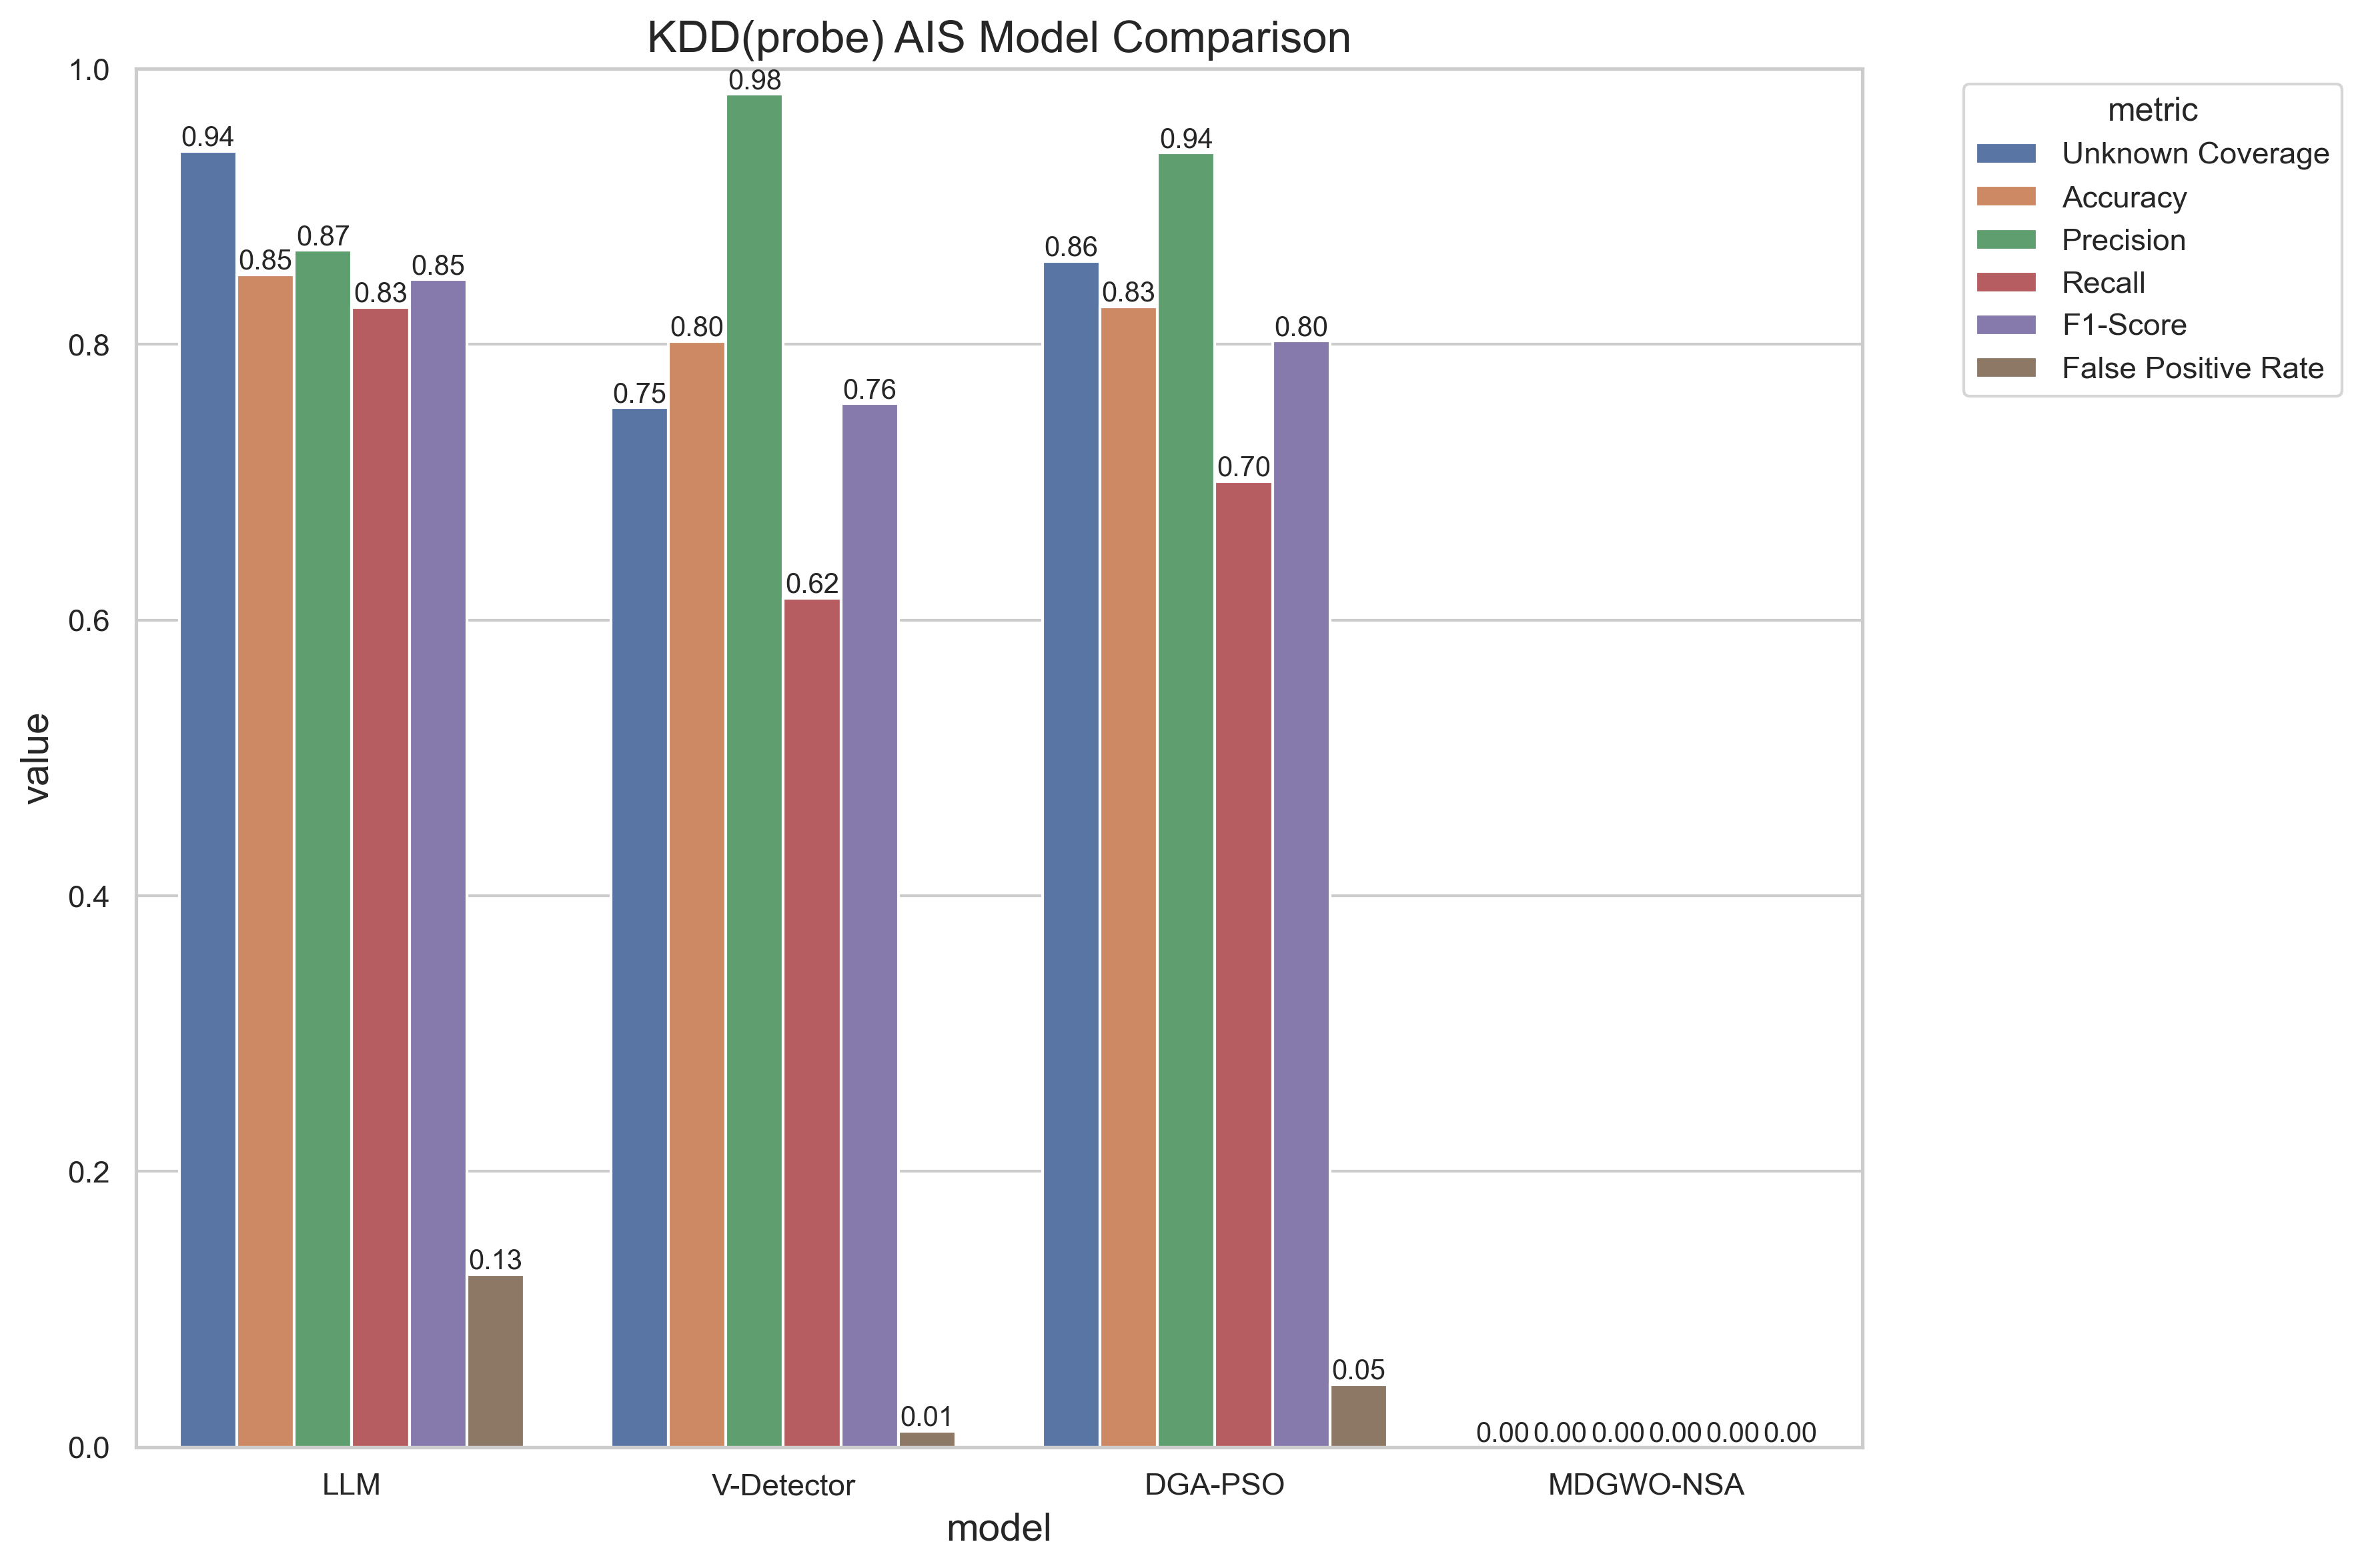 KDD(probe) AIS Model Comparison
1.0
0.8
0.6
0.4
0.2
0.0
value
0.94
0.85
0.87
0.83
0.85
0.13
0.75
0.80
0.98
0.62
0.76
0.01
0.86
0.83
0.94
0.70
0.80
0.05
0.00 0.00 0.00 0.00 0.00 0.00
LLM
V-Detector
DGA-PSO
MDGWO-NSA
model
metric
Unknown Coverage
Accuracy
Precision
Recall
F1-Score
False Positive Rate